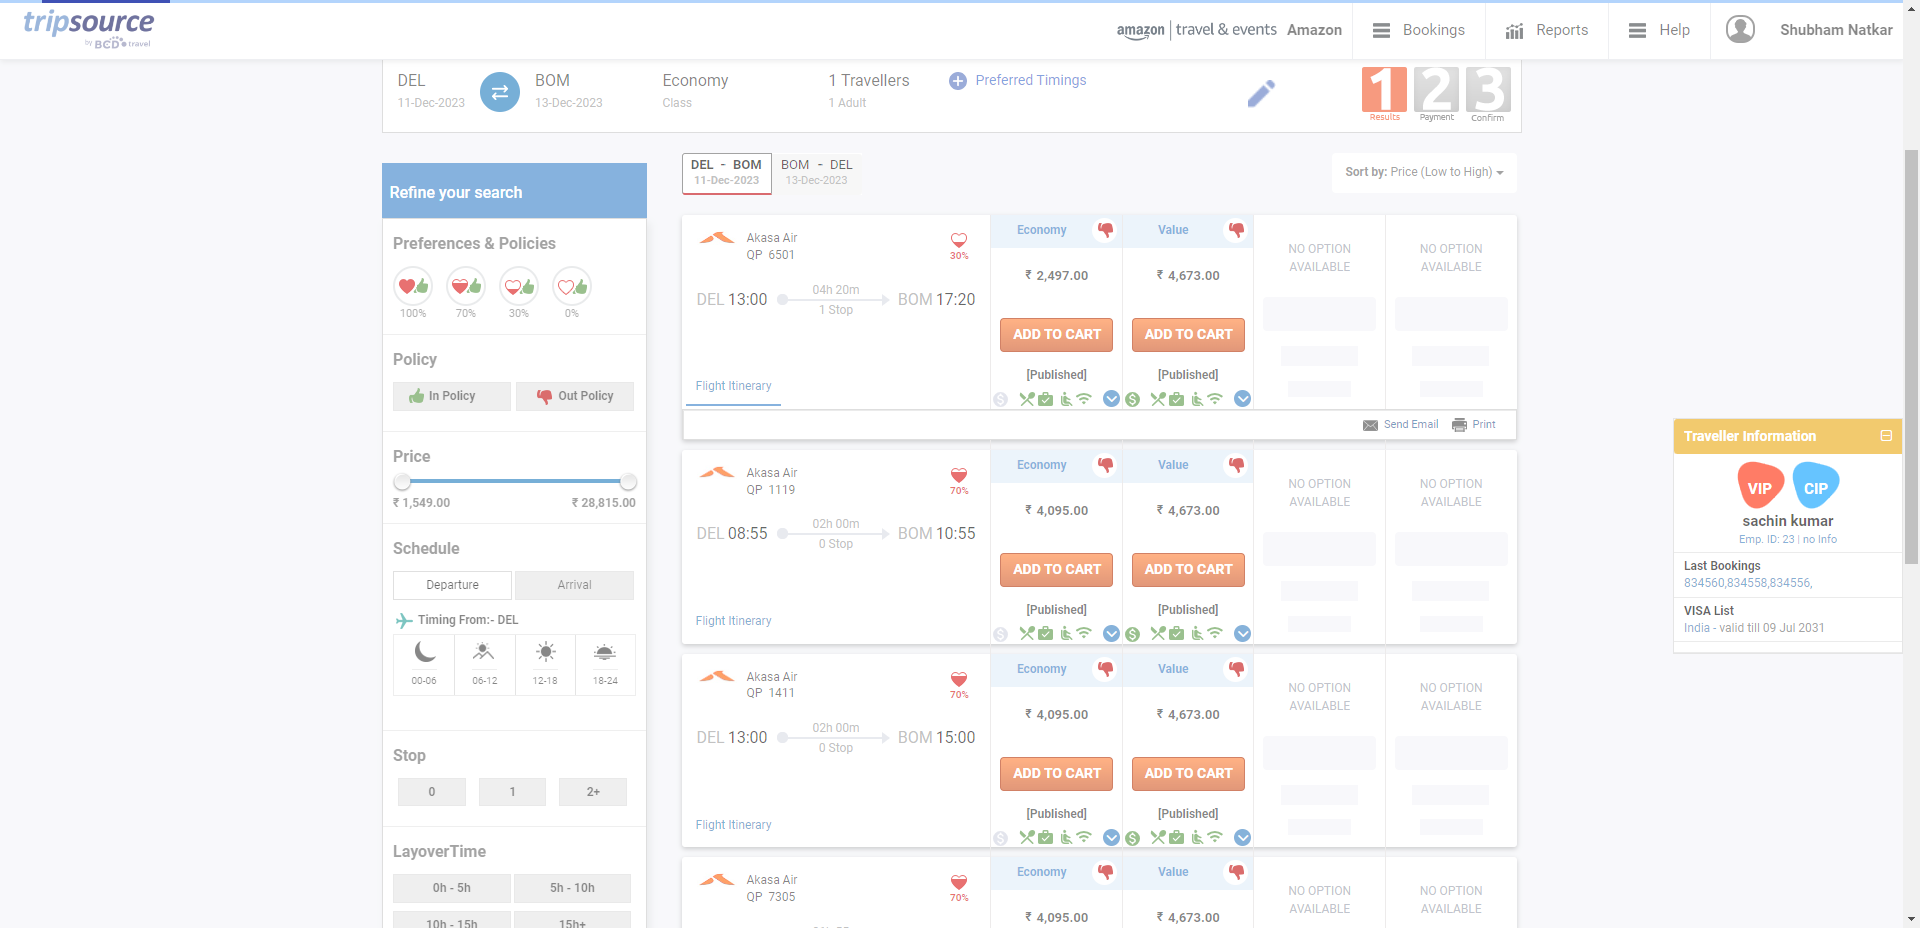 tripsource
by BCD travel
amazon | travel & events Amazon
Bookings
Reports
Help
Shubham Natkar
DEL
11-Dec-2023
BOM
13-Dec-2023
Economy
Class
1 Travellers
1 Adult
Preferred Timings
1 2 3
Results Payment Confirm
Refine your search
Preferences & Policies
100% 70% 30% 0%
Policy
In Policy Out Policy
Price
₹ 1,549.00 ₹ 28,815.00
Schedule
Departure Arrival
Timing From:- DEL
00-06 06-12 12-18 18-24
Stop
0 1 2+
LayoverTime
0h - 5h 5h - 10h
10h - 15h 15h+
DEL - BOM
11-Dec-2023
BOM - DEL
13-Dec-2023
Sort by: Price (Low to High)
Akasa Air
QP 6501
30%
DEL 13:00
04h 20m
1 Stop
BOM 17:20
Flight Itinerary
Economy
₹ 2,497.00
ADD TO CART
[Published]
Value
₹ 4,673.00
ADD TO CART
[Published]
NO OPTION
AVAILABLE
NO OPTION
AVAILABLE
Send Email Print
Akasa Air
QP 1119
70%
DEL 08:55
02h 00m
0 Stop
BOM 10:55
Flight Itinerary
Economy
₹ 4,095.00
ADD TO CART
[Published]
Value
₹ 4,673.00
ADD TO CART
[Published]
NO OPTION
AVAILABLE
NO OPTION
AVAILABLE
Akasa Air
QP 1411
70%
DEL 13:00
02h 00m
0 Stop
BOM 15:00
Flight Itinerary
Economy
₹ 4,095.00
ADD TO CART
[Published]
Value
₹ 4,673.00
ADD TO CART
[Published]
NO OPTION
AVAILABLE
NO OPTION
AVAILABLE
Akasa Air
QP 7305
70%
Economy
₹ 4,095.00
Value
₹ 4,673.00
NO OPTION
AVAILABLE
NO OPTION
AVAILABLE
Traveller Information
VIP CIP
sachin kumar
Emp. ID: 23 | no info
Last Bookings
834560,834558,834556,
VISA List
India - valid till 09 Jul 2031